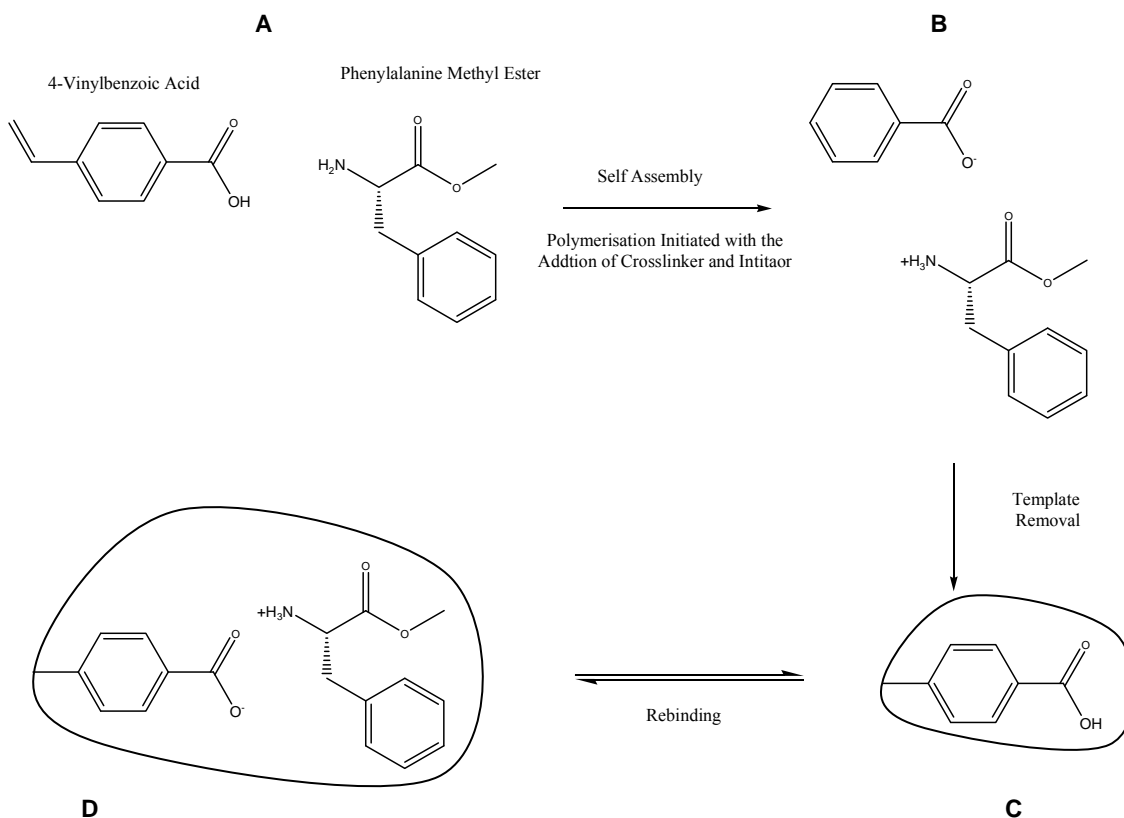 A
B
4-Vinylbenzoic Acid
Phenylalanine Methyl Ester
O
OH
H2N
O
O
Self Assembly
Polymerisation Initiated with the
Addtion of Crosslinker and Intitaor
O
O-
+H3N
O
O
Template
Removal
O
O-
+H3N
O
O
Rebinding
O
OH
D
C